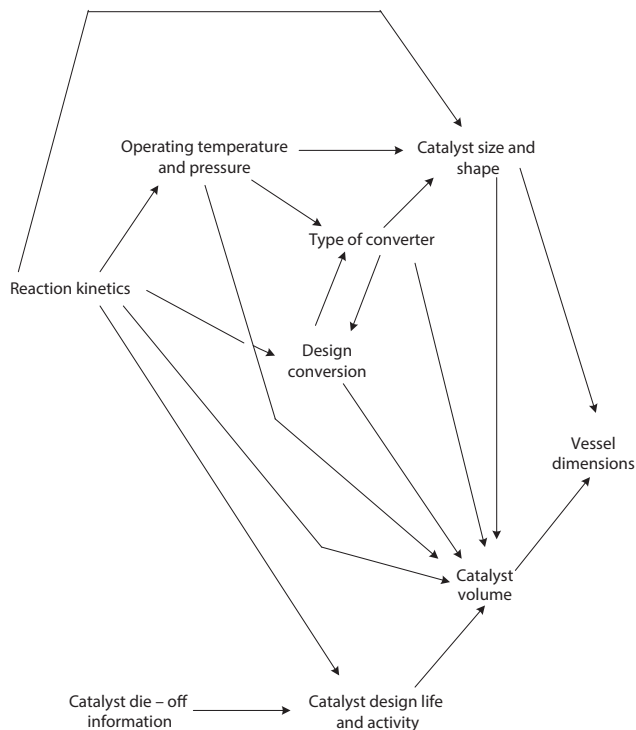 Operating temperature
and pressure
Catalyst size and
shape
Type of converter
Reaction kinetics
Design
conversion
Vessel
dimensions
Catalyst
volume
Catalyst die – off
information
Catalyst design life
and activity